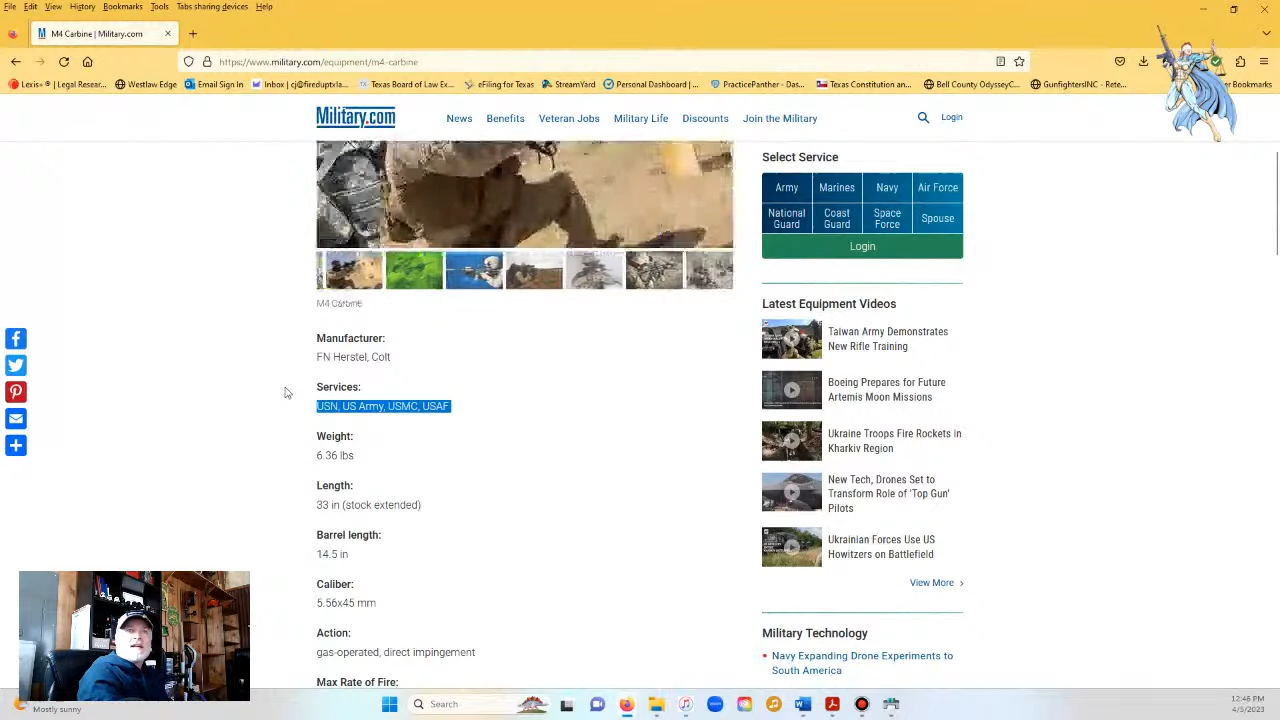 File Edit View History Bookmarks Tools Tabs sharing devices Help
M4 Carbine | Military.com
https://www.military.com/equipment/m4-carbine
Lexis+ ® | Legal Resear...
Westlaw Edge
Email Sign In
Inbox | cj@fireduptx...
Texas Board of Law Ex...
eFiling for Texas
StreamYard
Personal Dashboard |
PracticePanther - Das...
Texas Constitution an...
Bell County OdysseyC...
GunfightersINC - Rete...
r Bookmarks
Military.com
News Benefits Veteran Jobs Military Life Discounts Join the Military
Login
M4 Carbine
Manufacturer:
FN Herstel, Colt
Services:
USN, US Army, USMC, USAF
Weight:
6.36 lbs
Length:
33 in (stock extended)
Barrel length:
14.5 in
Caliber:
5.56x45 mm
Action:
gas-operated, direct impingement
Max Rate of Fire:
Select Service
Army Marines Navy Air Force
National Guard
Coast Guard
Space Force
Spouse
Login
Latest Equipment Videos
Taiwan Army Demonstrates
New Rifle Training
Boeing Prepares for Future
Artemis Moon Missions
Ukraine Troops Fire Rockets in
Kharkiv Region
New Tech, Drones Set to
Transform Role of 'Top Gun'
Pilots
Ukrainian Forces Use US
Howitzers on Battlefield
View More
Military Technology
Navy Expanding Drone Experiments to
South America
Mostly sunny
Search
12:46 PM
4/5/2023